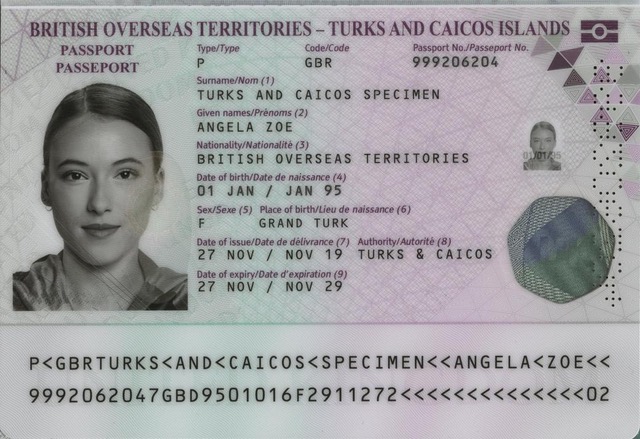 BRITISH OVERSEAS TERRITORIES – TURKS AND CAICOS ISLANDS
PASSPORT
PASSEPORT
Type/Type Code/Code Passport No./Passeport No.
P GBR 999206204
Surname/Nom (1)
TURKS AND CAICOS SPECIMEN
Given names/Prénoms (2)
ANGELA ZOE
Nationality/Nationalité (3)
BRITISH OVERSEAS TERRITORIES
Date of birth/Date de naissance (4)
01 JAN / JAN 95
Sex/Sexe (5) Place of birth/Lieu de naissance (6)
F GRAND TURK
Date of issue/Date de délivrance (7) Authority/Autorité (8)
27 NOV / NOV 19 TURKS & CAICOS
Date of expiry/Date d'expiration (9)
27 NOV / NOV 29
01/01/95
P<GBRTURKS<AND<CAICOS<SPECIMEN<<ANGELA<ZOE<<
9992062047GBD9501016F2911272<<<<<<<<<<<<<<02